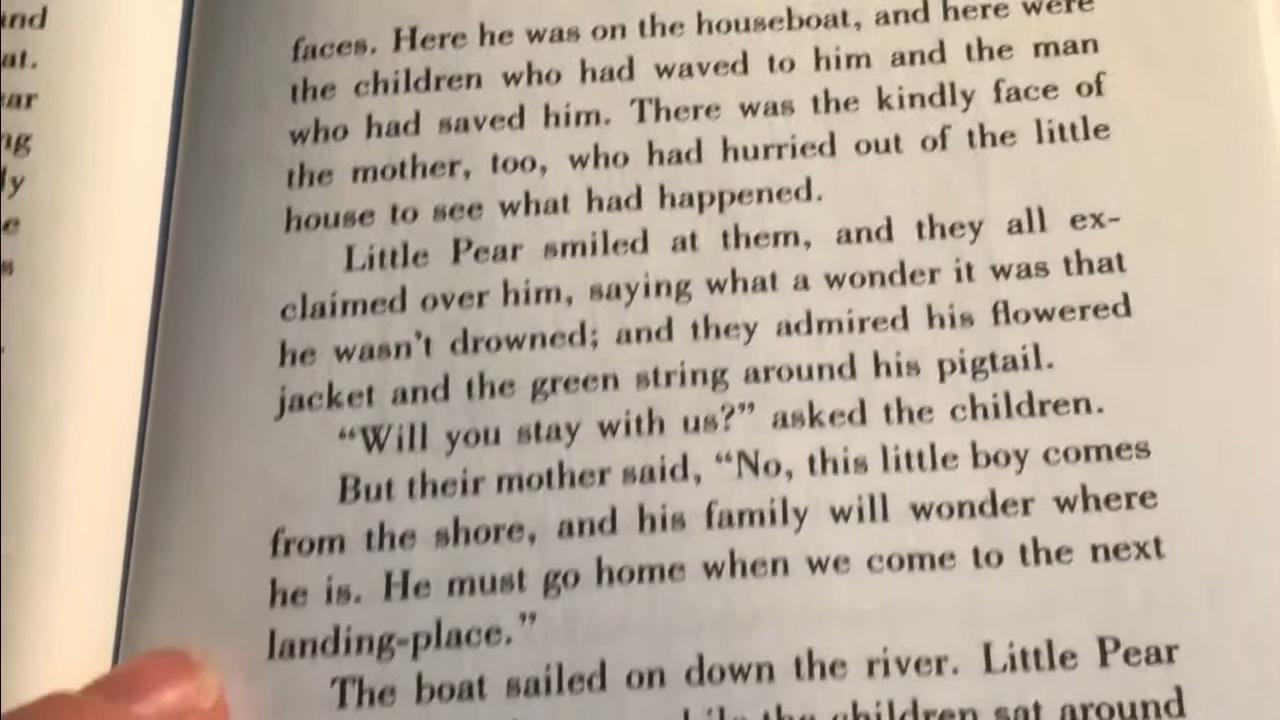 faces. Here he was on the houseboat, and here were
the children who had waved to him and the man
who had saved him. There was the kindly face of
the mother, too, who had hurried out of the little
house to see what had happened.
Little Pear smiled at them, and they all ex-
claimed over him, saying what a wonder it was that
he wasn't drowned; and they admired his flowered
jacket and the green string around his pigtail.
“Will you stay with us?” asked the children.
But their mother said, “No, this little boy comes
from the shore, and his family will wonder where
he is. He must go home when we come to the next
landing-place.”
The boat sailed on down the river. Little Pear
the children sat around